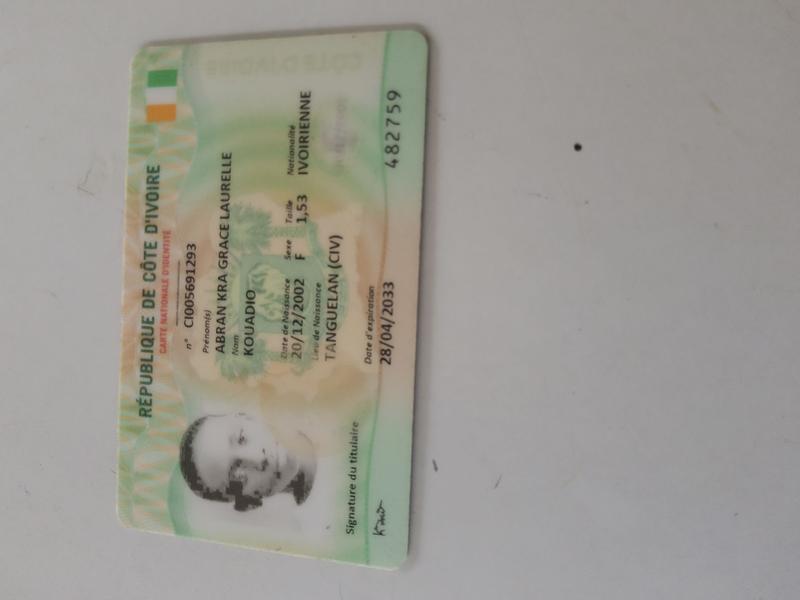 RÉPUBLIQUE DE CÔTE D'IVOIRE
CARTE NATIONALE D'IDENTITÉ
n° CI005691293
Prénom(s)
ABRAN KRA GRACE LAURELLE
Nom
KOUADIO
Date de Naissance Sexe Taille Nationalité
20/12/2002 F 1,53 IVOIRIENNE
Lieu de Naissance
TANGUELAN (CIV)
Signature du titulaire
Date d'expiration
28/04/2033
482759